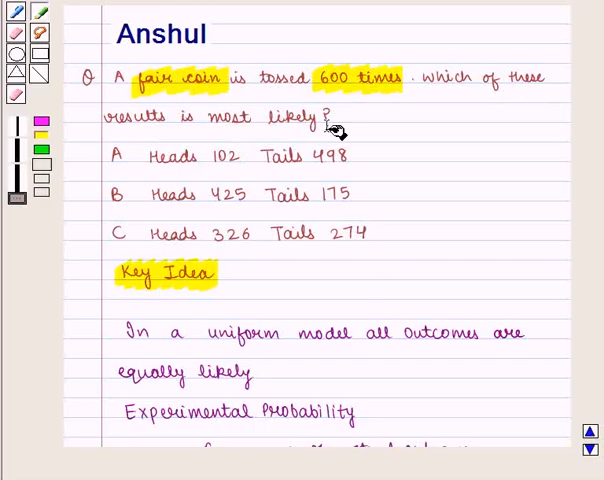 Anshul
Q A fair coin is tossed 600 times. Which of these
results is most likely?
A Heads 102 Tails 498
B Heads 425 Tails 175
C Heads 326 Tails 274
Key Idea
In a uniform model all outcomes are
equally likely
Experimental Probability